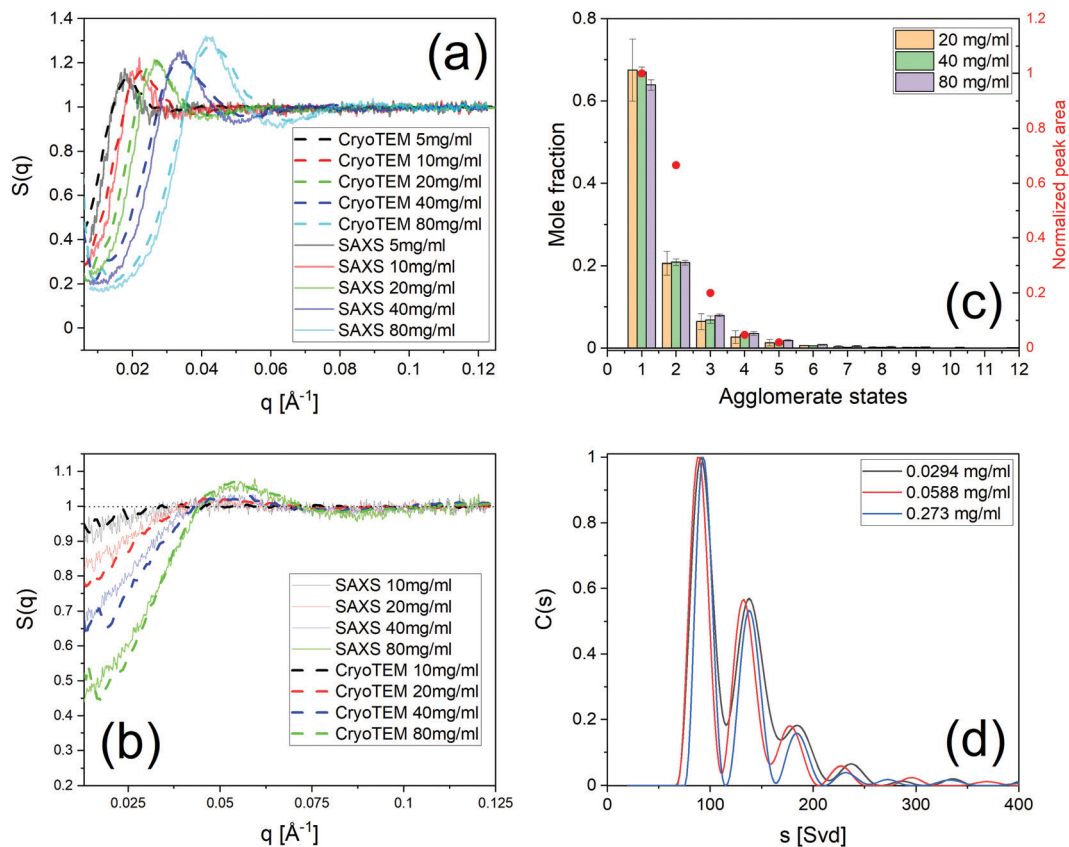 (a)
S(q)
1.4
1.2
1
0.8
0.6
0.4
0.2
0
CryoTEM 5mg/ml
CryoTEM 10mg/ml
CryoTEM 20mg/ml
CryoTEM 40mg/ml
CryoTEM 80mg/ml
SAXS 5mg/ml
SAXS 10mg/ml
SAXS 20mg/ml
SAXS 40mg/ml
SAXS 80mg/ml
0.02 0.04 0.06 0.08 0.1 0.12
q [Å⁻¹]
Mole fraction
0.8
0.6
0.4
0.2
0
20 mg/ml
40 mg/ml
80 mg/ml
(c)
1.2
1
0.8
0.6
0.4
0.2
0
Normalized peak area
0 1 2 3 4 5 6 7 8 9 10 11 12
Agglomerate states
S(q)
1.1
1
0.9
0.8
0.7
0.6
0.5
0.4
0.3
0.2
SAXS 10mg/ml
SAXS 20mg/ml
SAXS 40mg/ml
SAXS 80mg/ml
CryoTEM 10mg/ml
CryoTEM 20mg/ml
CryoTEM 40mg/ml
CryoTEM 80mg/ml
(b)
0.025 0.05 0.075 0.1 0.125
q [Å⁻¹]
C(s)
1
0.8
0.6
0.4
0.2
0
0.0294 mg/ml
0.0588 mg/ml
0.273 mg/ml
(d)
0 100 200 300 400
s [Svd]